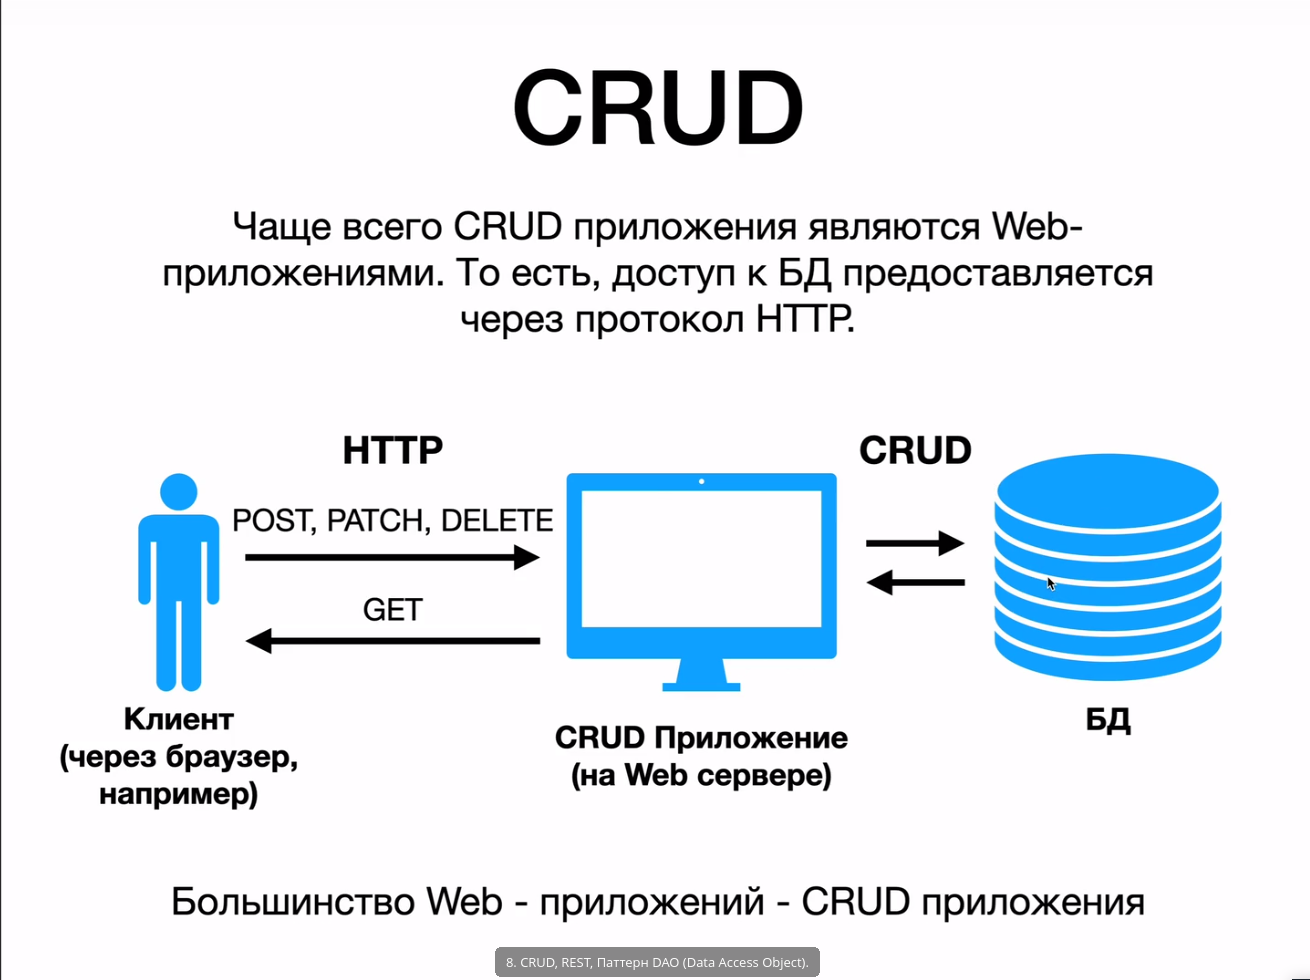 CRUD
Чаще всего CRUD приложения являются Web-
приложениями. То есть, доступ к БД предоставляется
через протокол HTTP.
HTTP
CRUD
POST, PATCH, DELETE
GET
Клиент
(через браузер,
например)
CRUD Приложение
(на Web сервере)
БД
Большинство Web - приложений - CRUD приложения
8. CRUD, REST, Паттерн DAO (Data Access Object).